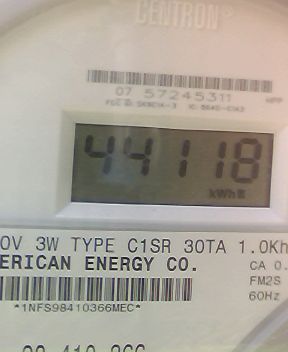 CENTRON®
07 57245311
44118
kWh
0V 3W TYPE C1SR 30TA 1.0Kh
ERICAN ENERGY CO.
CA 0.
FM2S
60Hz
*1NFS98410366MEC*